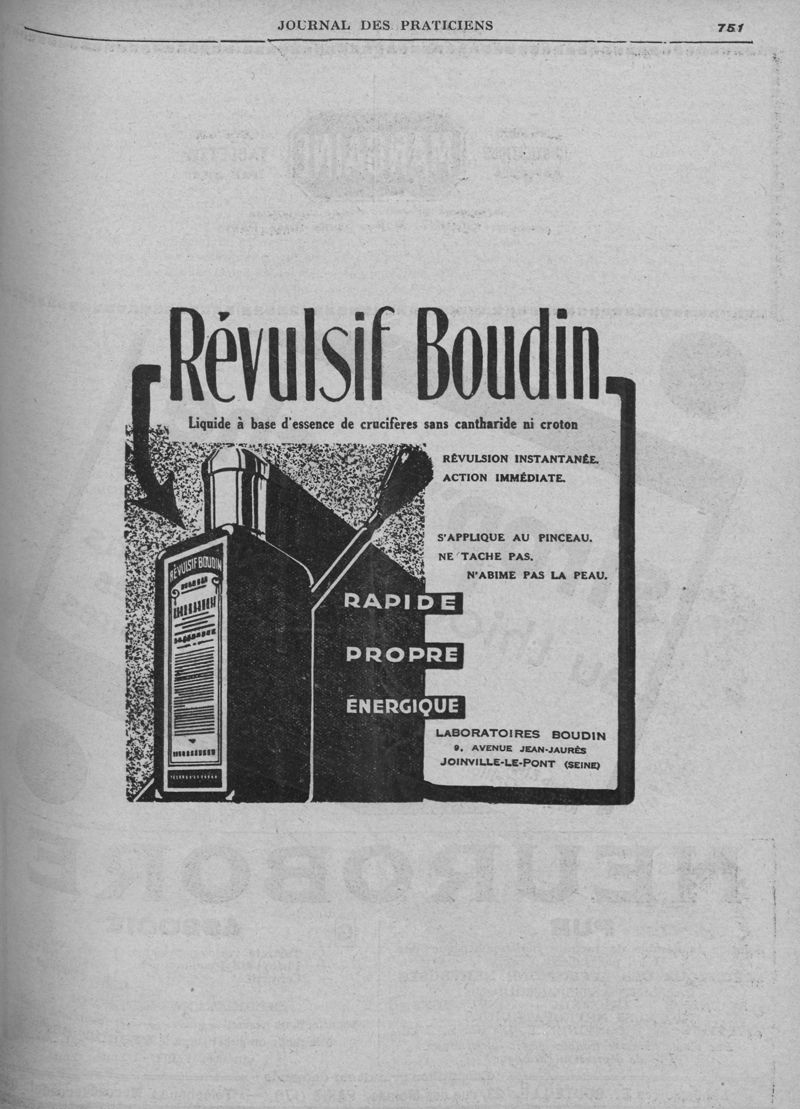 JOURNAL DES PRATICIENS
751
Révulsif Boudin
Liquide à base d'essence de crucifères sans cantharide ni croton
RÉVULSION INSTANTANÉE.
ACTION IMMÉDIATE.
S'APPLIQUE AU PINCEAU.
NE TACHE PAS.
N'ABIME PAS LA PEAU.
RÉVULSIF BOUDIN
RAPIDE
PROPRE
ÉNERGIQUE
LABORATOIRES BOUDIN
9, AVENUE JEAN-JAURÈS
JOINVILLE-LE-PONT (SEINE)
NEUROBORE
PUR